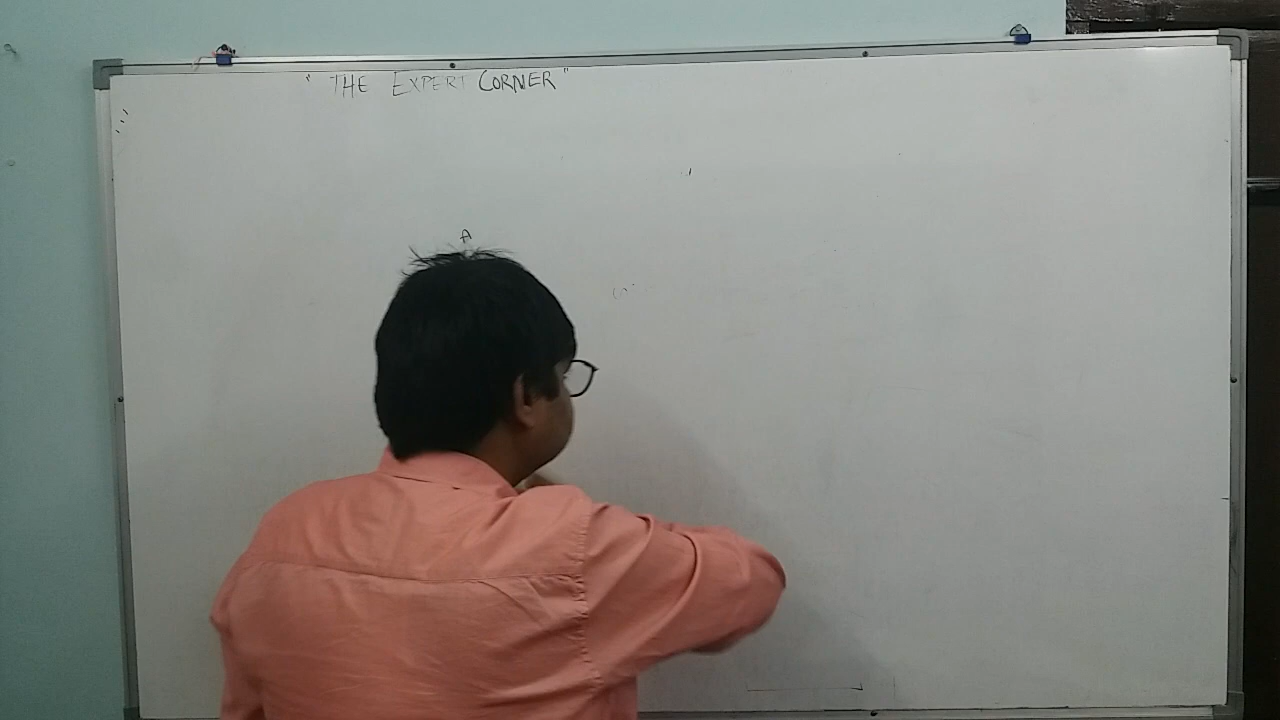 " THE EXPERT CORNER "
A